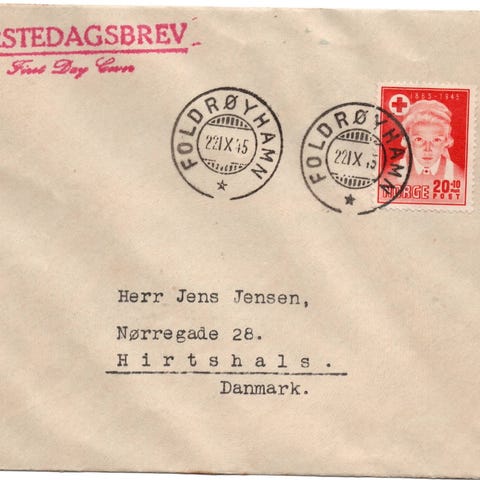 RSTEDAGSBREV
First Day Cover
FOLDRØYHAMN
22 IX 45
FOLDRØYHAMN
22 IX 45
1865-1945
NORGE 20+10
POST
Herr Jens Jensen,
Nørregade 28.
Hirtshals.
Danmark.